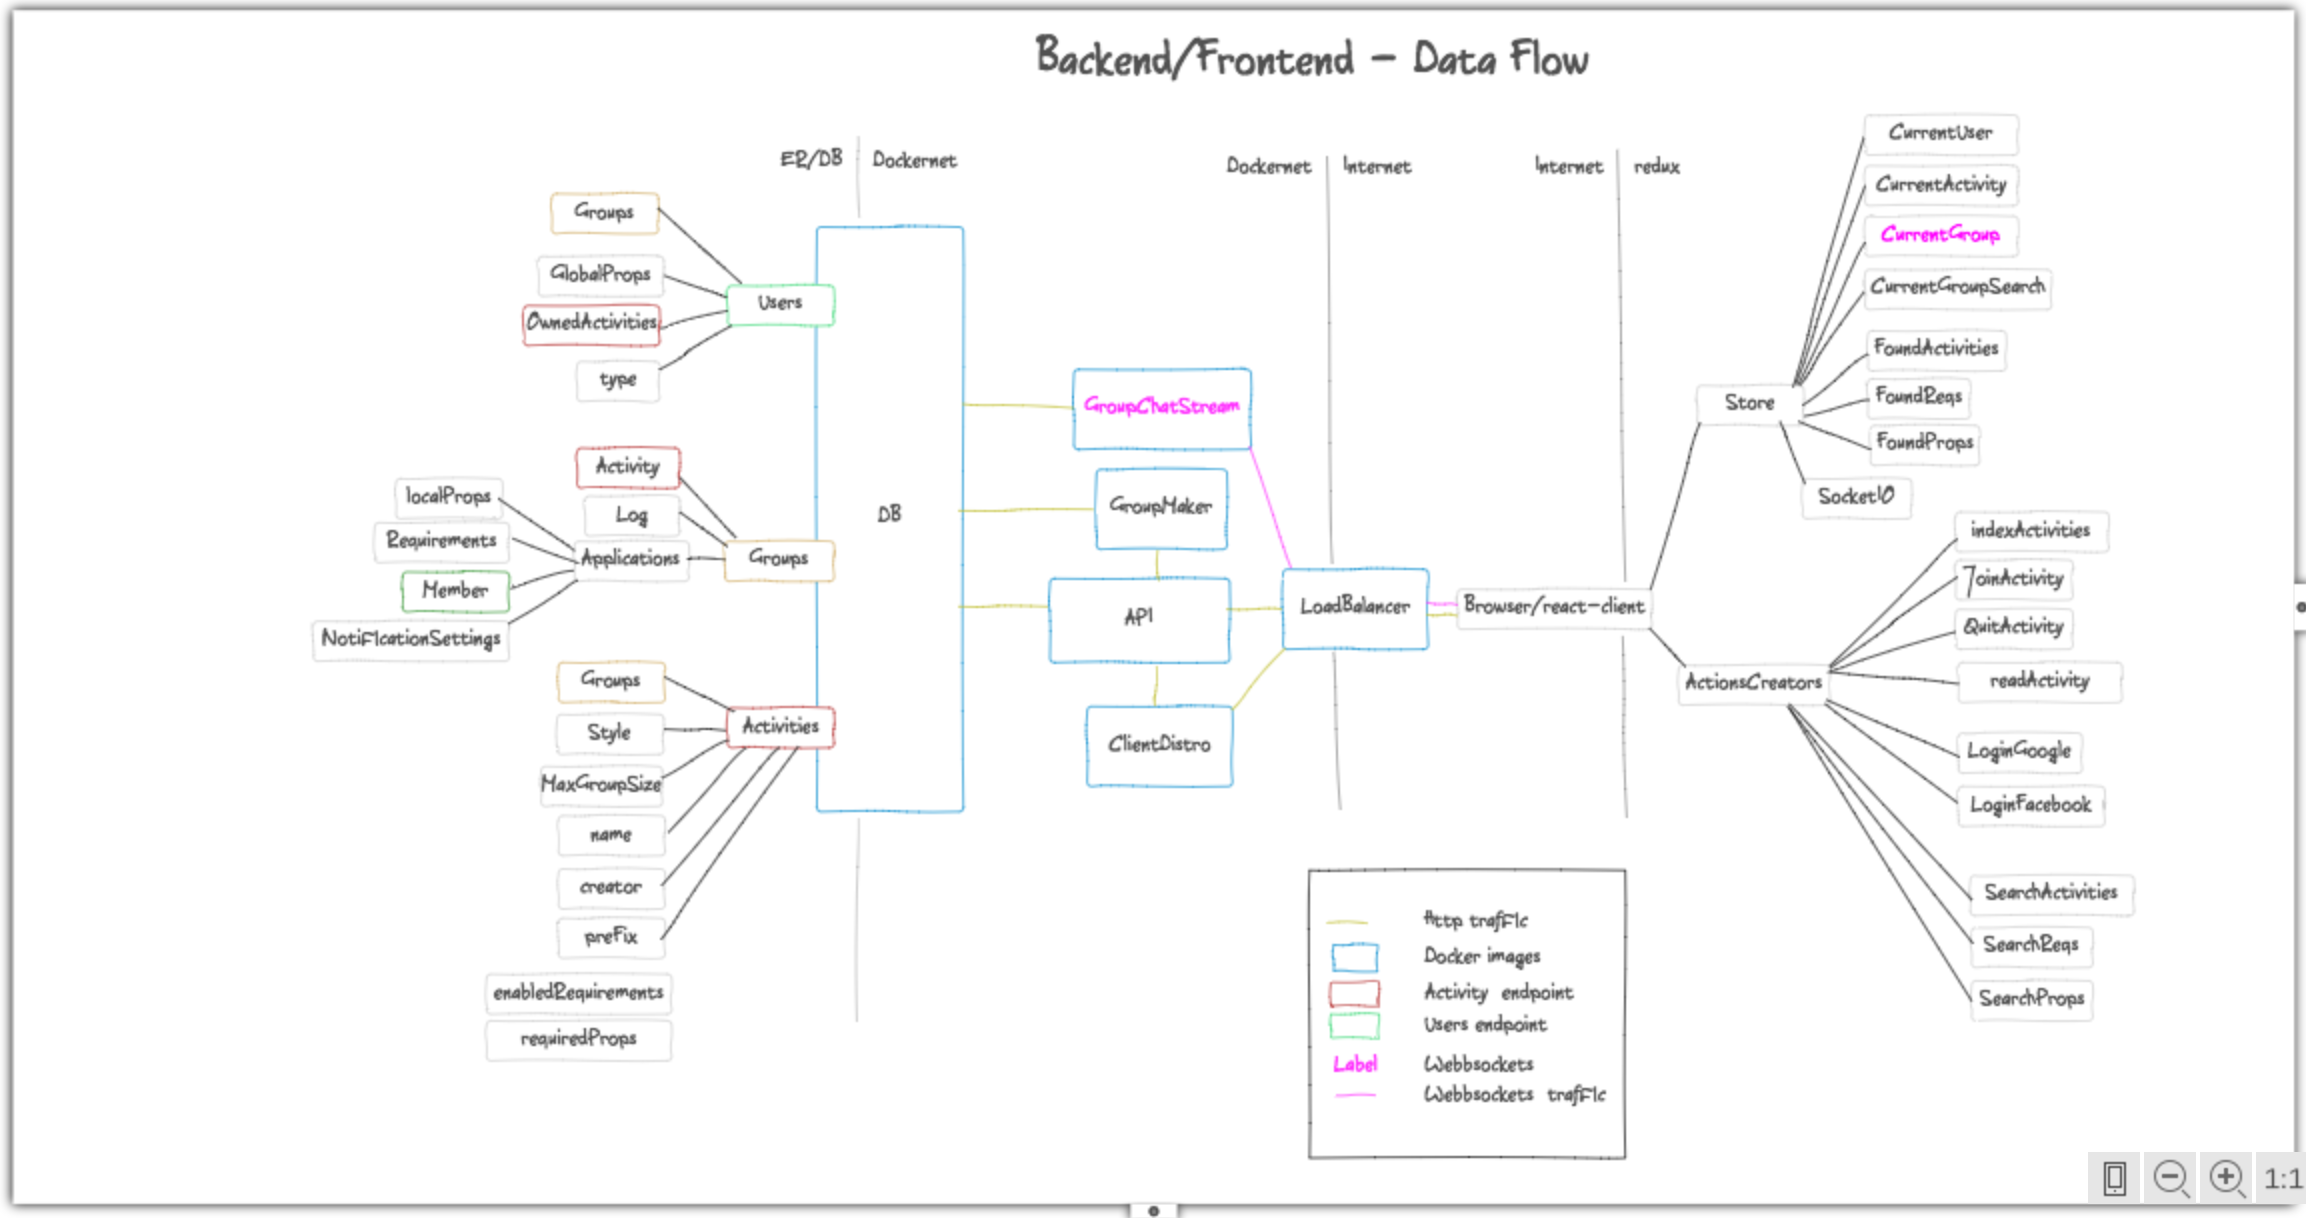 Backend/Frontend - Data Flow
ER/DB
Dockernet
Dockernet
Internet
Internet
redux
Groups
GlobalProps
OwnedActivities
type
Users
Activity
Log
Applications
Groups
localProps
Requirements
Member
NotificationSettings
Groups
Style
MaxGroupSize
name
creator
prefix
Activities
enabledRequirements
requiredProps
DB
GroupChatStream
GroupMaker
API
ClientDistro
LoadBalancer
Browser/react-client
Store
CurrentUser
CurrentActivity
CurrentGroup
CurrentGroupSearch
FoundActivities
FoundReqs
FoundProps
SocketIO
ActionsCreators
indexActivities
JoinActivity
QuitActivity
readActivity
LoginGoogle
LoginFacebook
SearchActivities
SearchReqs
SearchProps
Http traffic
Docker images
Activity endpoint
Users endpoint
Label Webbsockets
Webbsockets traffic
1:1